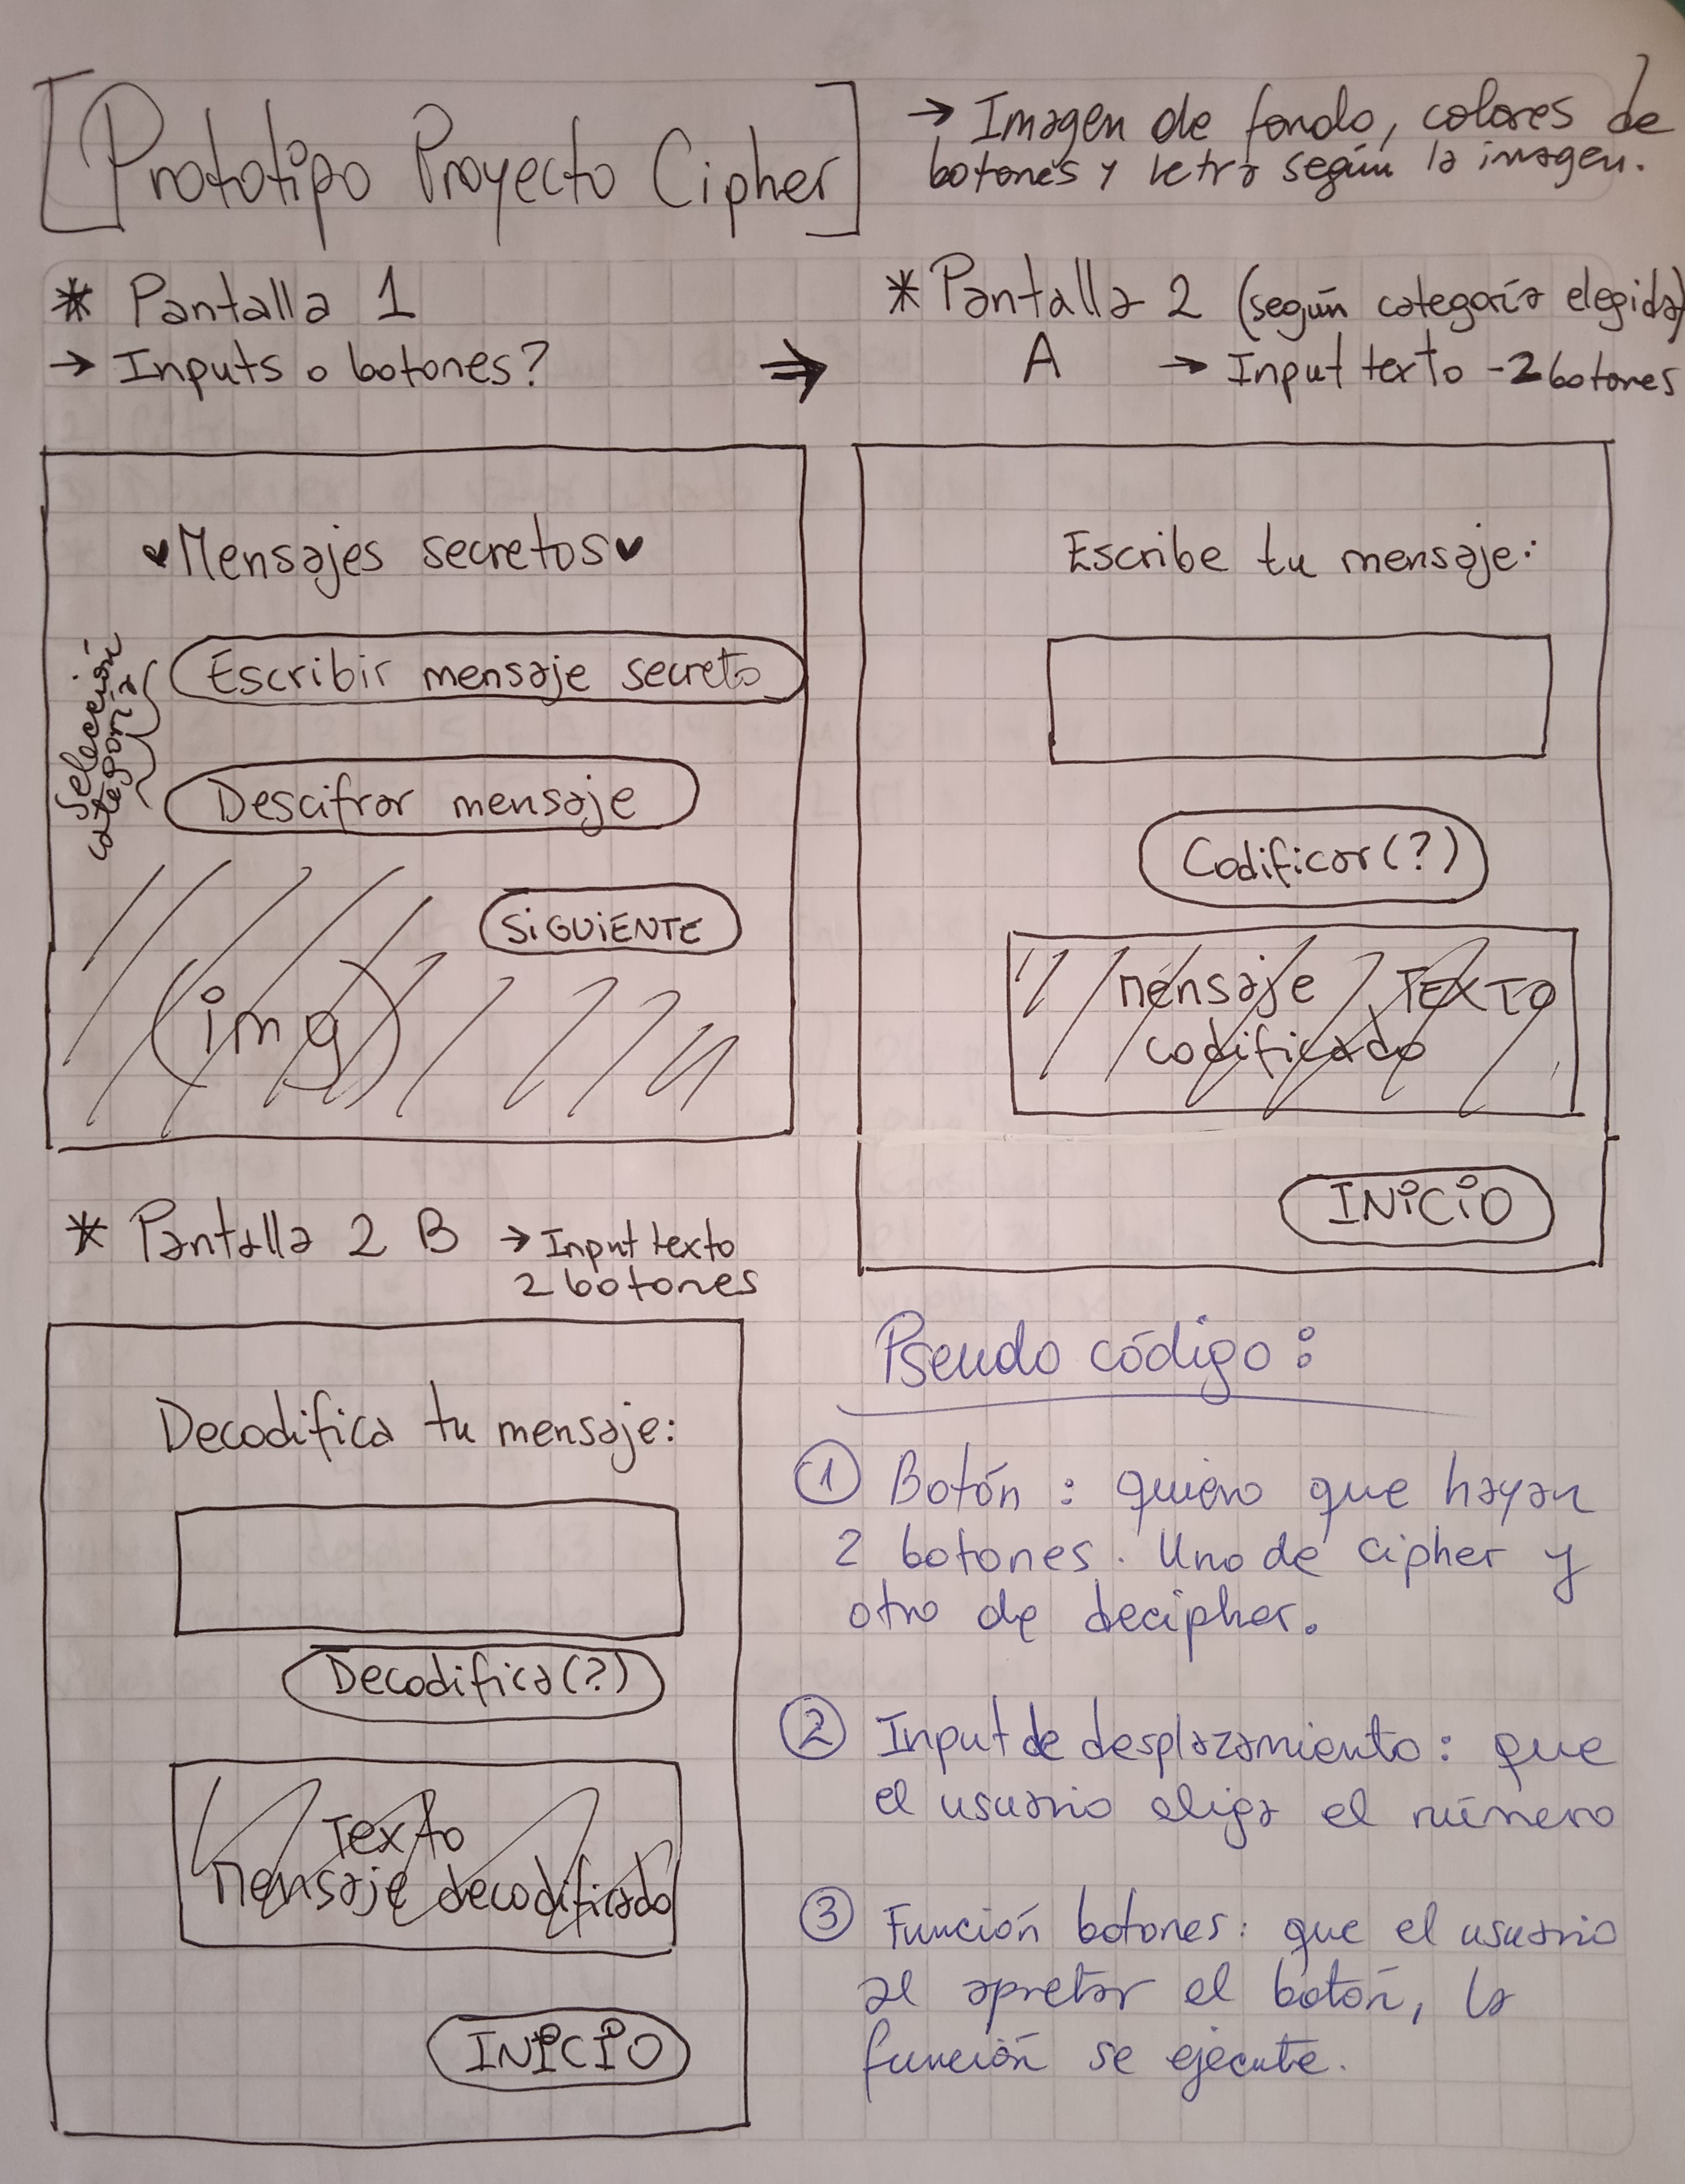 [Prototipo Proyecto Cipher]
→ Imagen de fondo, colores de
botones y letra según la imagen.
* Pantalla 1
→ Inputs o botones?
⇒
* Pantalla 2 (según categoría elegida)
A → Input texto - 2 botones
♥Mensajes secretos♥
Selección
categoría
Escribir mensaje secreto
Descifrar mensaje
SiGUiENTE
(img)
Escribe tu mensaje:
Codificar(?)
mensaje TEXTO
codificado
INiCiO
* Pantalla 2 B → Input texto
2 botones
Decodifica tu mensaje:
Decodifica(?)
Texto
mensaje decodificado
INICIO
Pseudo código:
① Botón: quiero que hayan
2 botones. Uno de cipher y
otro de decipher.
② Input de desplazamiento: que
el usuario elija el número
③ Función botones: que el usuario
al apretar el botón, la
función se ejecute.